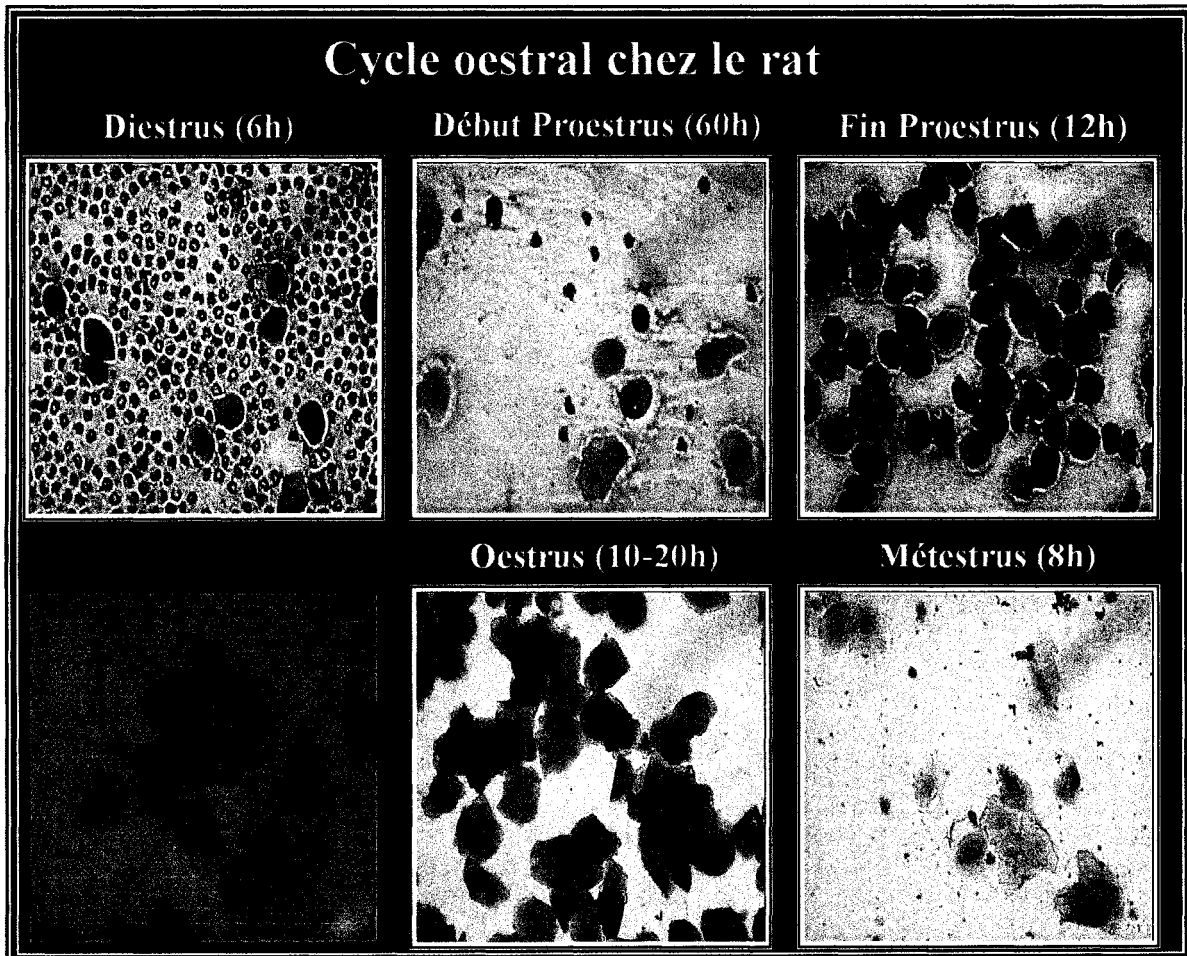 Cycle oestral chez le rat
Diestrus (6h)
Début Proestrus (60h)
Fin Proestrus (12h)
Oestrus (10-20h)
Métestrus (8h)